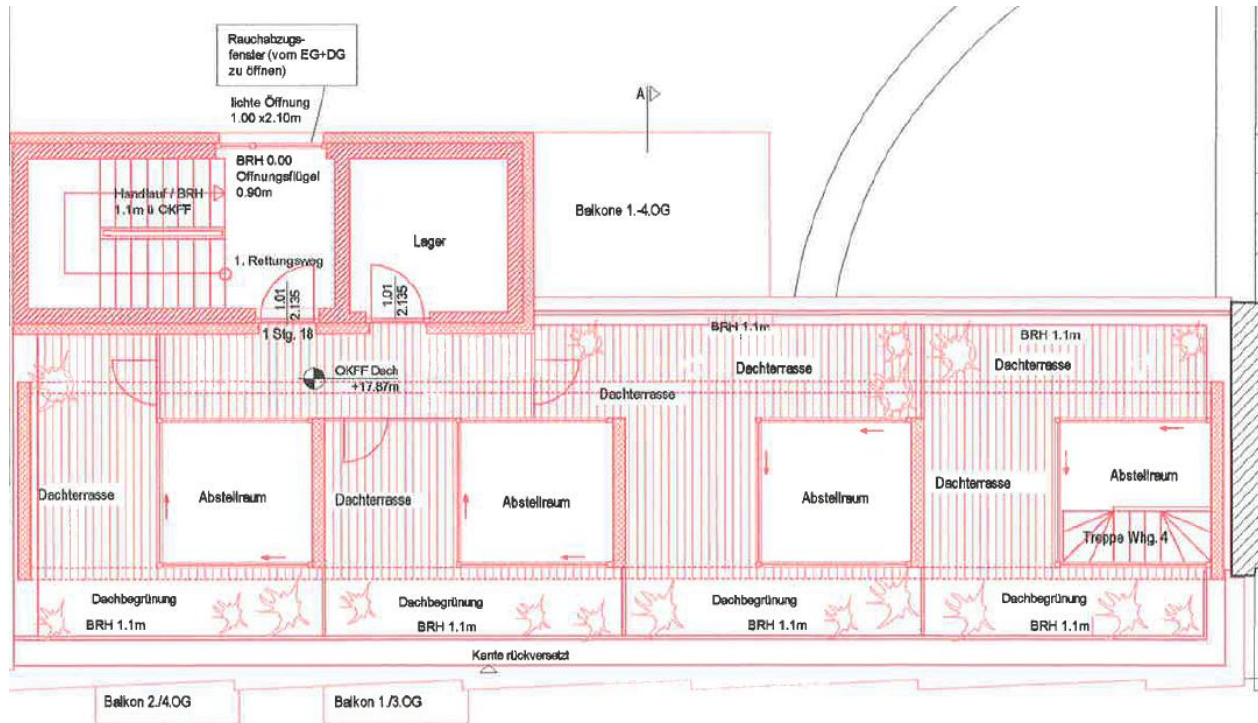 Rauchabzugs-
fenster (vom EG+DG
zu öffnen)
lichte Öffnung
1.00 x2.10m
A
BRH 0.00
Öffnungsflügel
0.90m
Handlauf / BRH
1.1m ü OKFF
Lager
Balkone 1.-4.OG
1. Rettungsweg
1.01
2.135
1.01
2.135
1 Stg. 18
BRH 1.1m
BRH 1.1m
OKFF Dach
+17.87m
Dachterrasse
Dachterrasse
Dachterrasse
Dachterrasse
Abstellraum
Dachterrasse
Abstellraum
Abstellraum
Dachterrasse
Abstellraum
Treppe Whg. 4
Dachbegrünung
BRH 1.1m
Dachbegrünung
BRH 1.1m
Dachbegrünung
BRH 1.1m
Dachbegrünung
BRH 1.1m
Kante rückversetzt
Balkon 2./4.OG
Balkon 1./3.OG